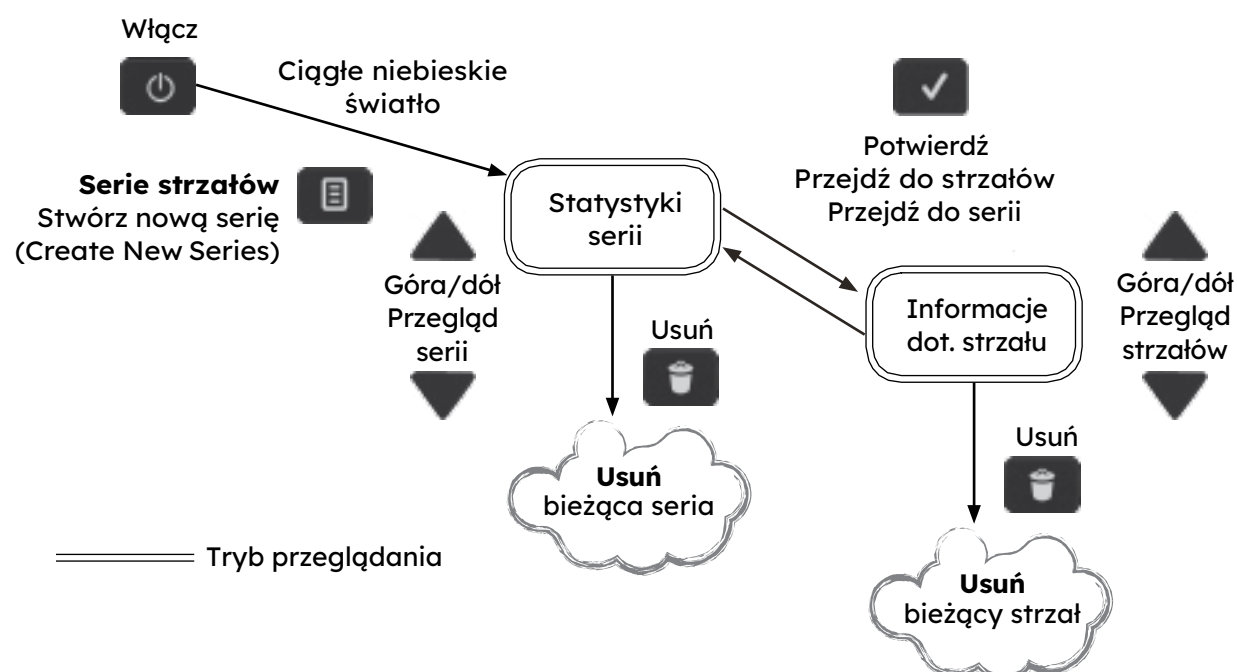 Włącz
Ciągłe niebieskie
światło
Serie strzałów
Stwórz nową serię
(Create New Series)
Góra/dół
Przegląd
serii
Statystyki
serii
Potwierdź
Przejdź do strzałów
Przejdź do serii
Informacje
dot. strzału
Góra/dół
Przegląd
strzałów
Usuń
Usuń
bieżąca seria
Usuń
Usuń
bieżący strzał
Tryb przeglądania